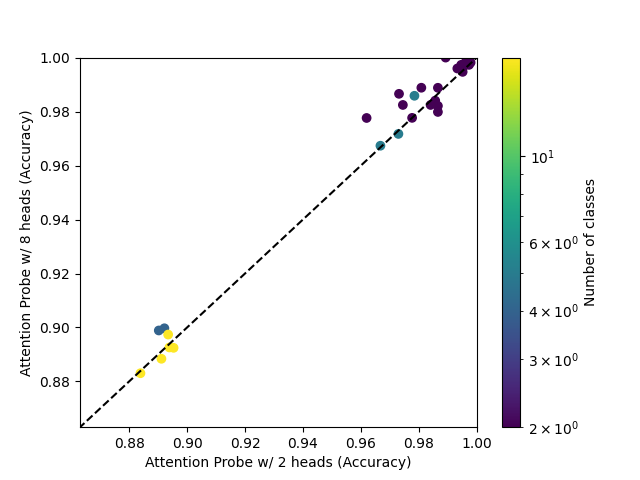 1.00
0.98
0.96
0.94
0.92
0.90
0.88
Attention Probe w/ 8 heads (Accuracy)
0.88 0.90 0.92 0.94 0.96 0.98 1.00
Attention Probe w/ 2 heads (Accuracy)
10¹
6 × 10⁰
4 × 10⁰
3 × 10⁰
2 × 10⁰
Number of classes